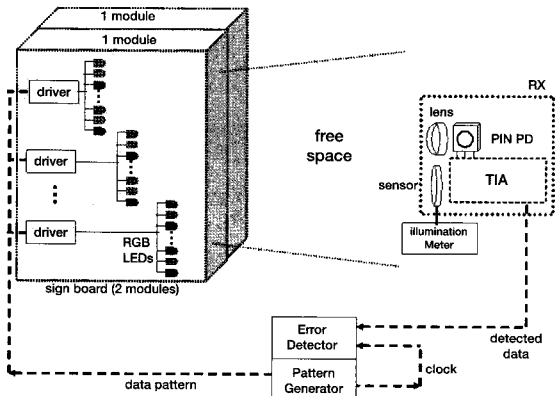 1 module
1 module
driver
driver
driver
RGB
LEDs
sign board (2 modules)
free
space
RX
lens
PIN PD
TIA
sensor
illumination
Meter
Error
Detector
Pattern
Generator
clock
detected
data
data pattern